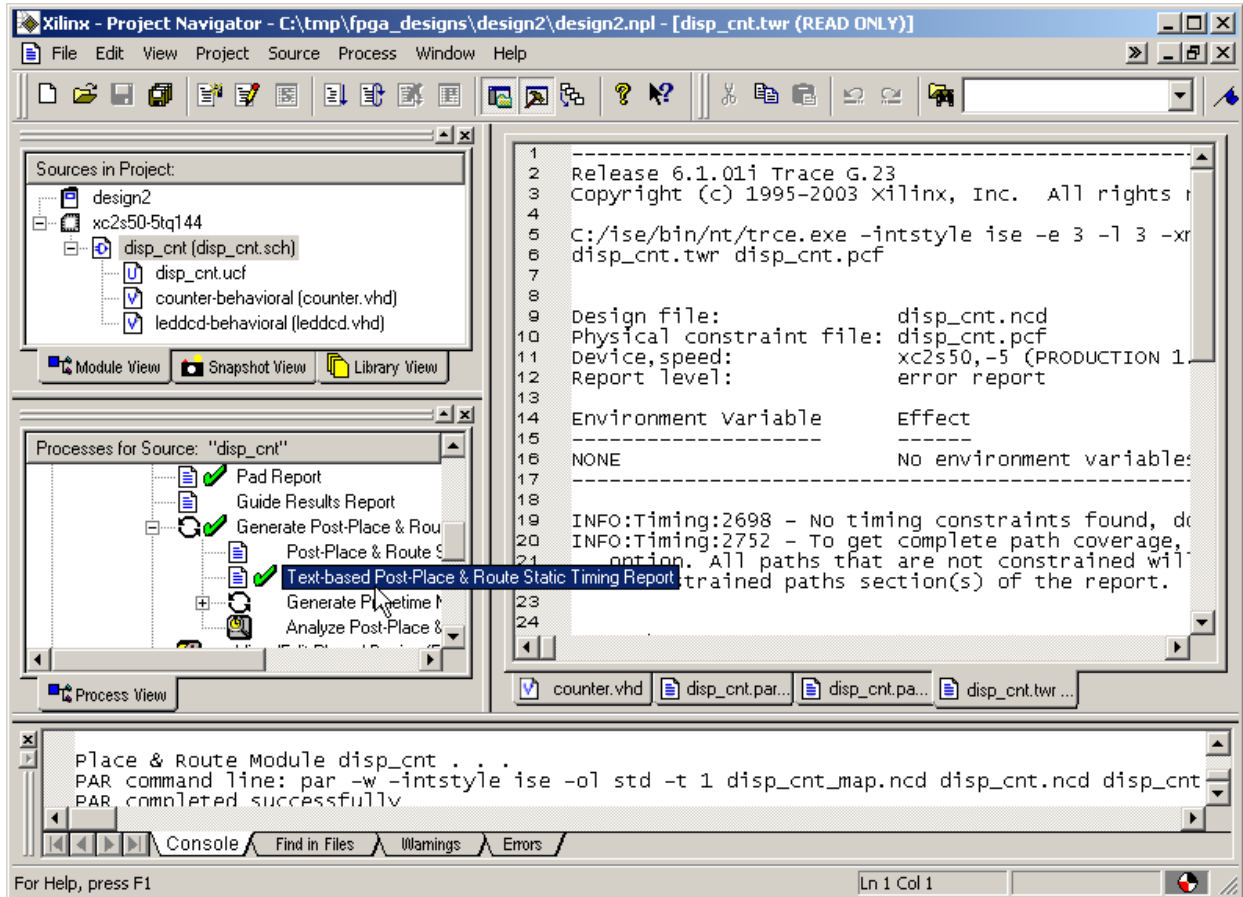 Xilinx - Project Navigator - C:\tmp\fpga_designs\design2\design2.npl - [disp_cnt.twr (READ ONLY)]
File Edit View Project Source Process Window Help
Sources in Project:
design2
xc2s50-5tq144
disp_cnt (disp_cnt.sch)
disp_cnt.ucf
counter-behavioral (counter.vhd)
leddcd-behavioral (leddcd.vhd)
Module View Snapshot View Library View
Processes for Source: "disp_cnt"
Pad Report
Guide Results Report
Generate Post-Place & Rou
Post-Place & Route S
Text-based Post-Place & Route Static Timing Report
Generate Primetime N
Analyze Post-Place &
Process View
1 ----------------------------------------------------
2 Release 6.1.01i Trace G.23
3 Copyright (c) 1995-2003 Xilinx, Inc. All rights r
4
5 C:/ise/bin/nt/trce.exe -intstyle ise -e 3 -l 3 -xm
6 disp_cnt.twr disp_cnt.pcf
7
8
9 Design file: disp_cnt.ncd
10 Physical constraint file: disp_cnt.pcf
11 Device,speed: xc2s50,-5 (PRODUCTION 1.
12 Report level: error report
13
14 Environment Variable Effect
15 -------------------- ------
16 NONE No environment variables
17 ----------------------------------------------------
18
19 INFO:Timing:2698 - No timing constraints found, do
20 INFO:Timing:2752 - To get complete path coverage,
21 option. All paths that are not constrained will
trained paths section(s) of the report.
23
24
counter.vhd disp_cnt.par... disp_cnt.pa... disp_cnt.twr ...
Place & Route Module disp_cnt . . .
PAR command line: par -w -intstyle ise -ol std -t 1 disp_cnt_map.ncd disp_cnt.ncd disp_cnt
PAR completed successfully
Console Find in Files Warnings Errors
For Help, press F1 Ln 1 Col 1